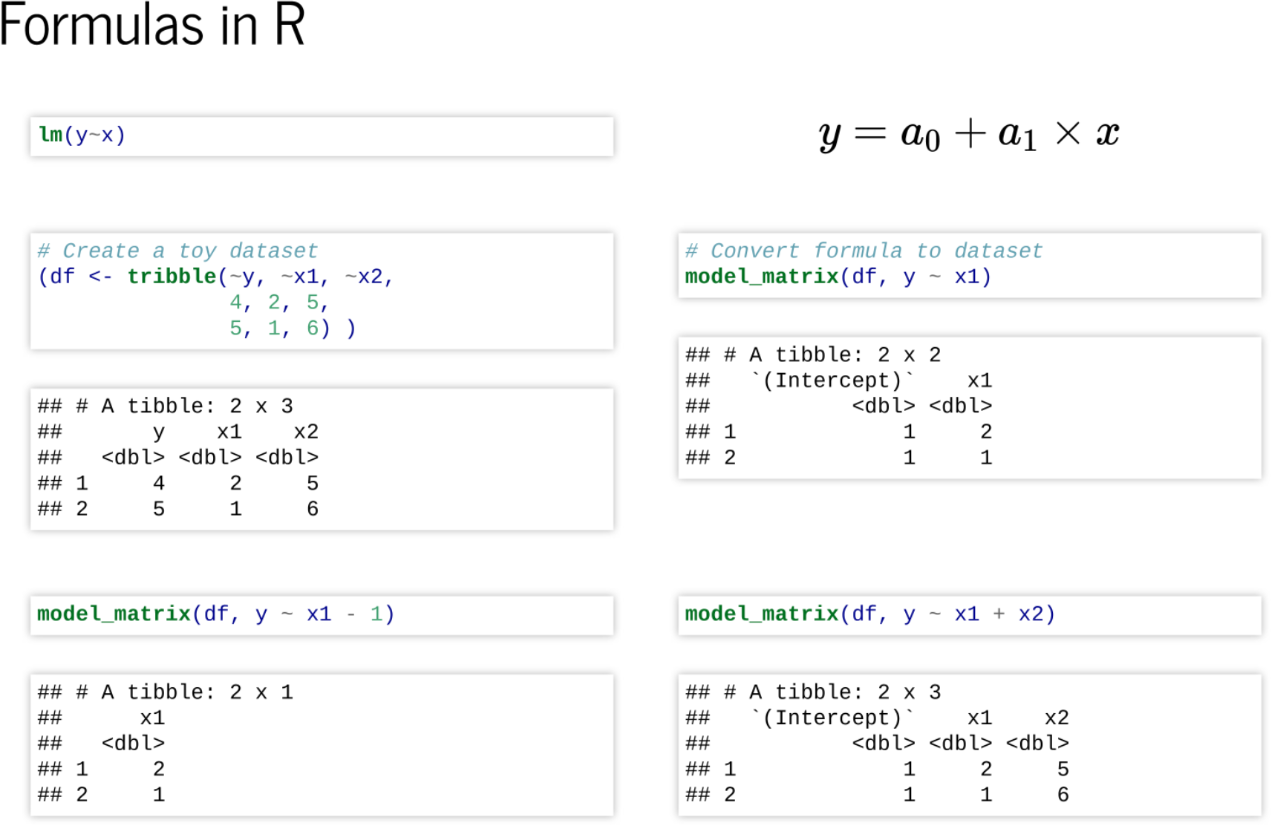 Formulas in R
lm(y~x)
y = a₀ + a₁ × x
# Create a toy dataset
(df <- tribble(~y, ~x1, ~x2,
               4, 2, 5,
               5, 1, 6) )
## # A tibble: 2 x 3
##       y    x1    x2
##   <dbl> <dbl> <dbl>
## 1     4     2     5
## 2     5     1     6
# Convert formula to dataset
model_matrix(df, y ~ x1)
## # A tibble: 2 x 2
##   `(Intercept)`    x1
##           <dbl> <dbl>
## 1             1     2
## 2             1     1
model_matrix(df, y ~ x1 - 1)
## # A tibble: 2 x 1
##      x1
##   <dbl>
## 1     2
## 2     1
model_matrix(df, y ~ x1 + x2)
## # A tibble: 2 x 3
##   `(Intercept)`    x1    x2
##           <dbl> <dbl> <dbl>
## 1             1     2     5
## 2             1     1     6